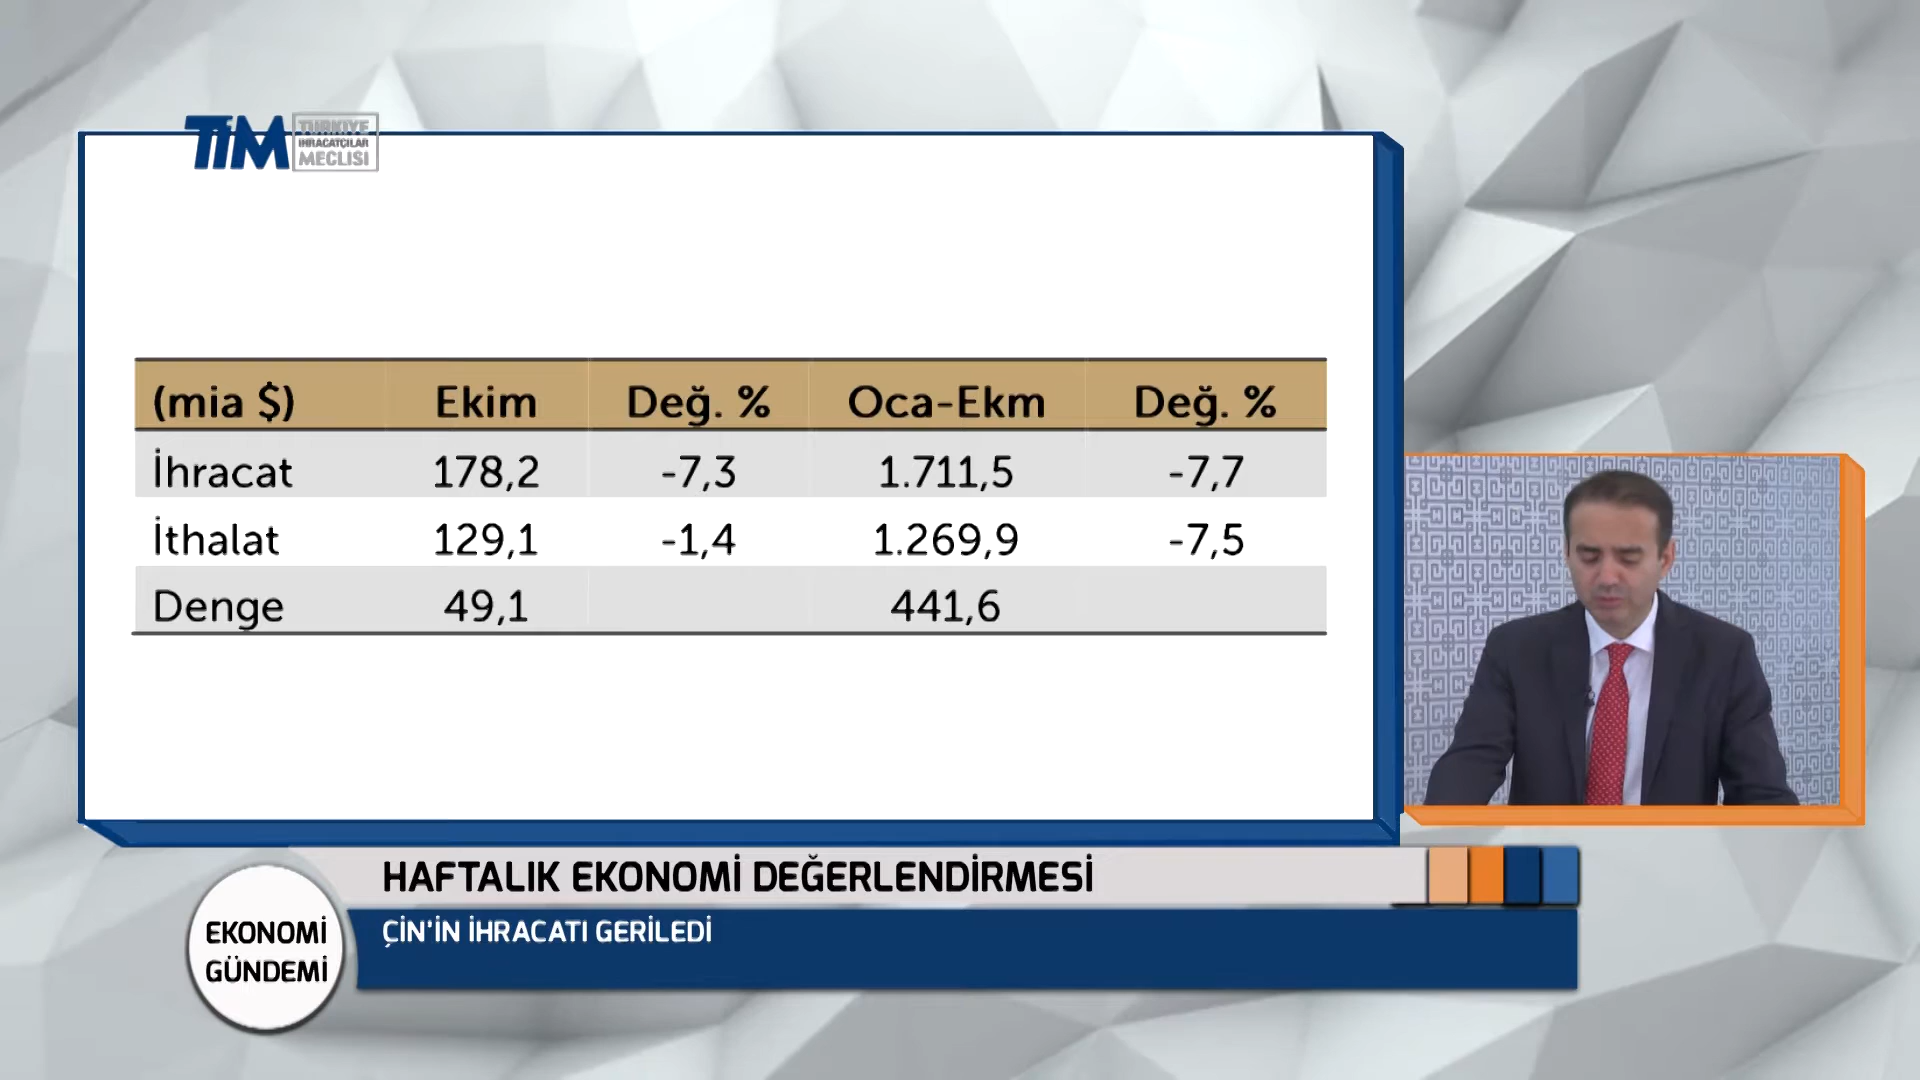 TİM
TÜRKİYE
İHRACATÇILAR
MECLİSİ
(mia $) Ekim Değ. % Oca-Ekm Değ. %
İhracat 178,2 -7,3 1.711,5 -7,7
İthalat 129,1 -1,4 1.269,9 -7,5
Denge 49,1 441,6
HAFTALIK EKONOMİ DEĞERLENDİRMESİ
ÇİN'İN İHRACATI GERİLEDİ
EKONOMİ
GÜNDEMİ